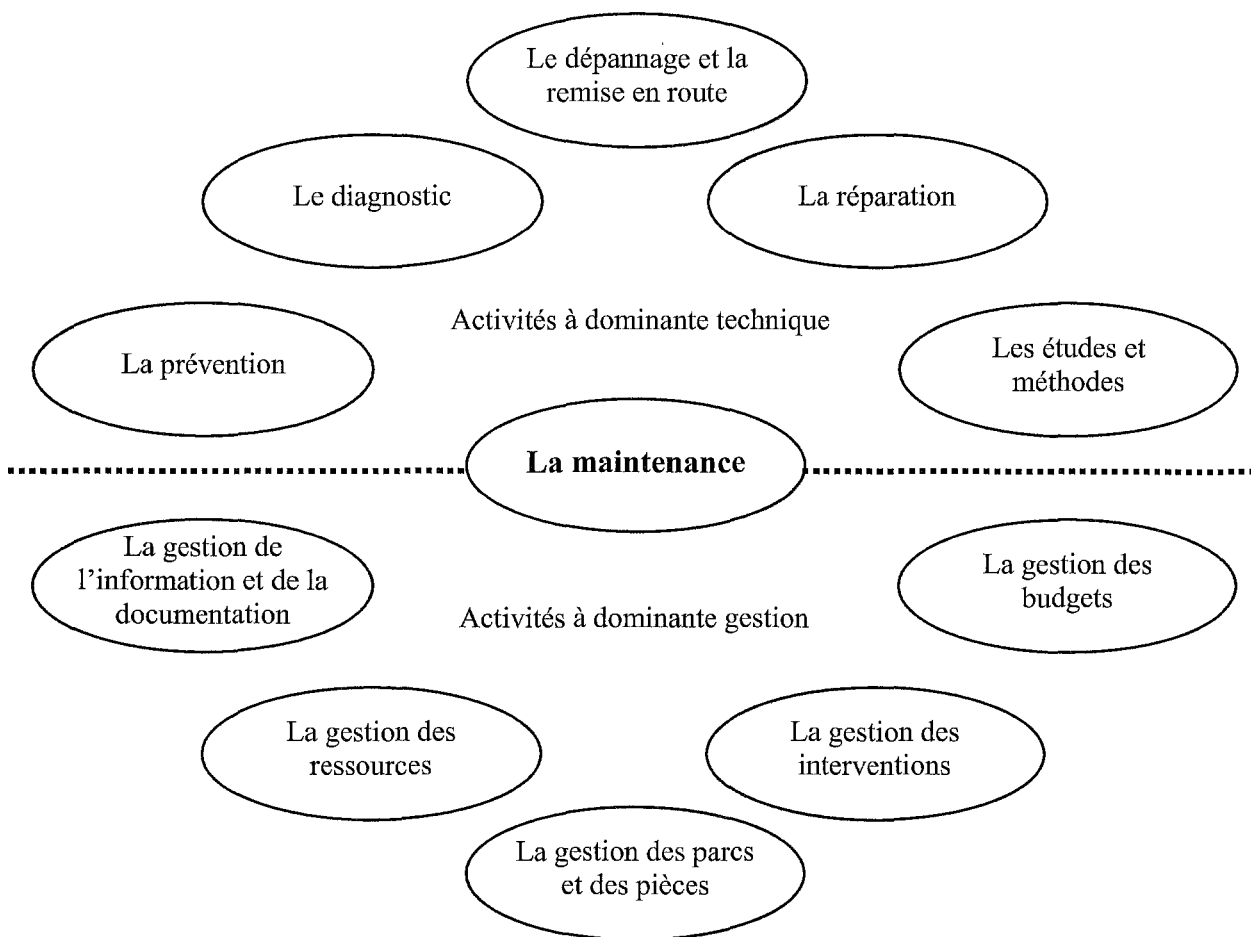 Le dépannage et la
remise en route
Le diagnostic
La réparation
Activités à dominante technique
La prévention
Les études et
méthodes
La maintenance
La gestion de
l'information et de la
documentation
La gestion des
budgets
Activités à dominante gestion
La gestion des
ressources
La gestion des
interventions
La gestion des parcs
et des pièces